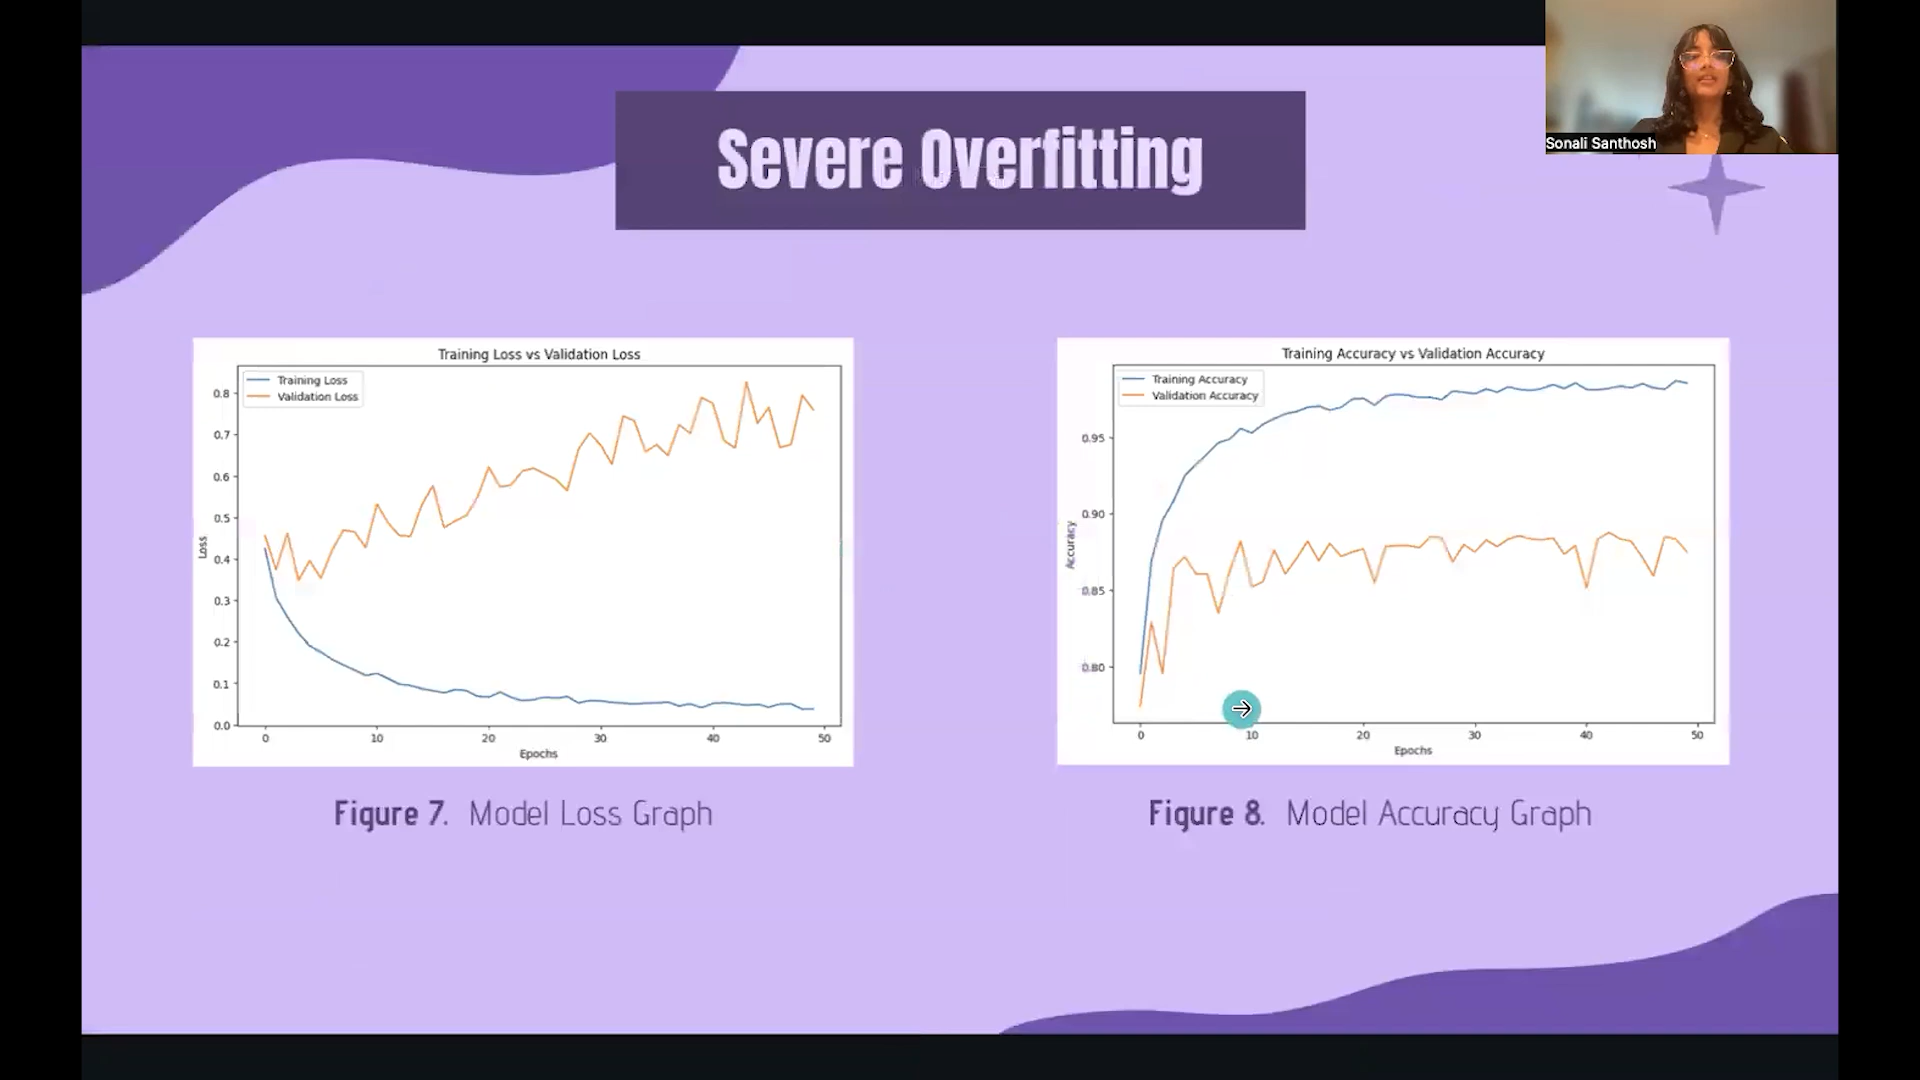 Sonali Santhosh
Severe Overfitting
Training Loss vs Validation Loss
Training Loss
Validation Loss
0.8
0.7
0.6
0.5
0.4
0.3
0.2
0.1
0.0
Loss
0 10 20 30 40 50
Epochs
Figure 7. Model Loss Graph
Training Accuracy vs Validation Accuracy
Training Accuracy
Validation Accuracy
0.95
0.90
0.85
0.80
Accuracy
0 10 20 30 40 50
Epochs
Figure 8. Model Accuracy Graph